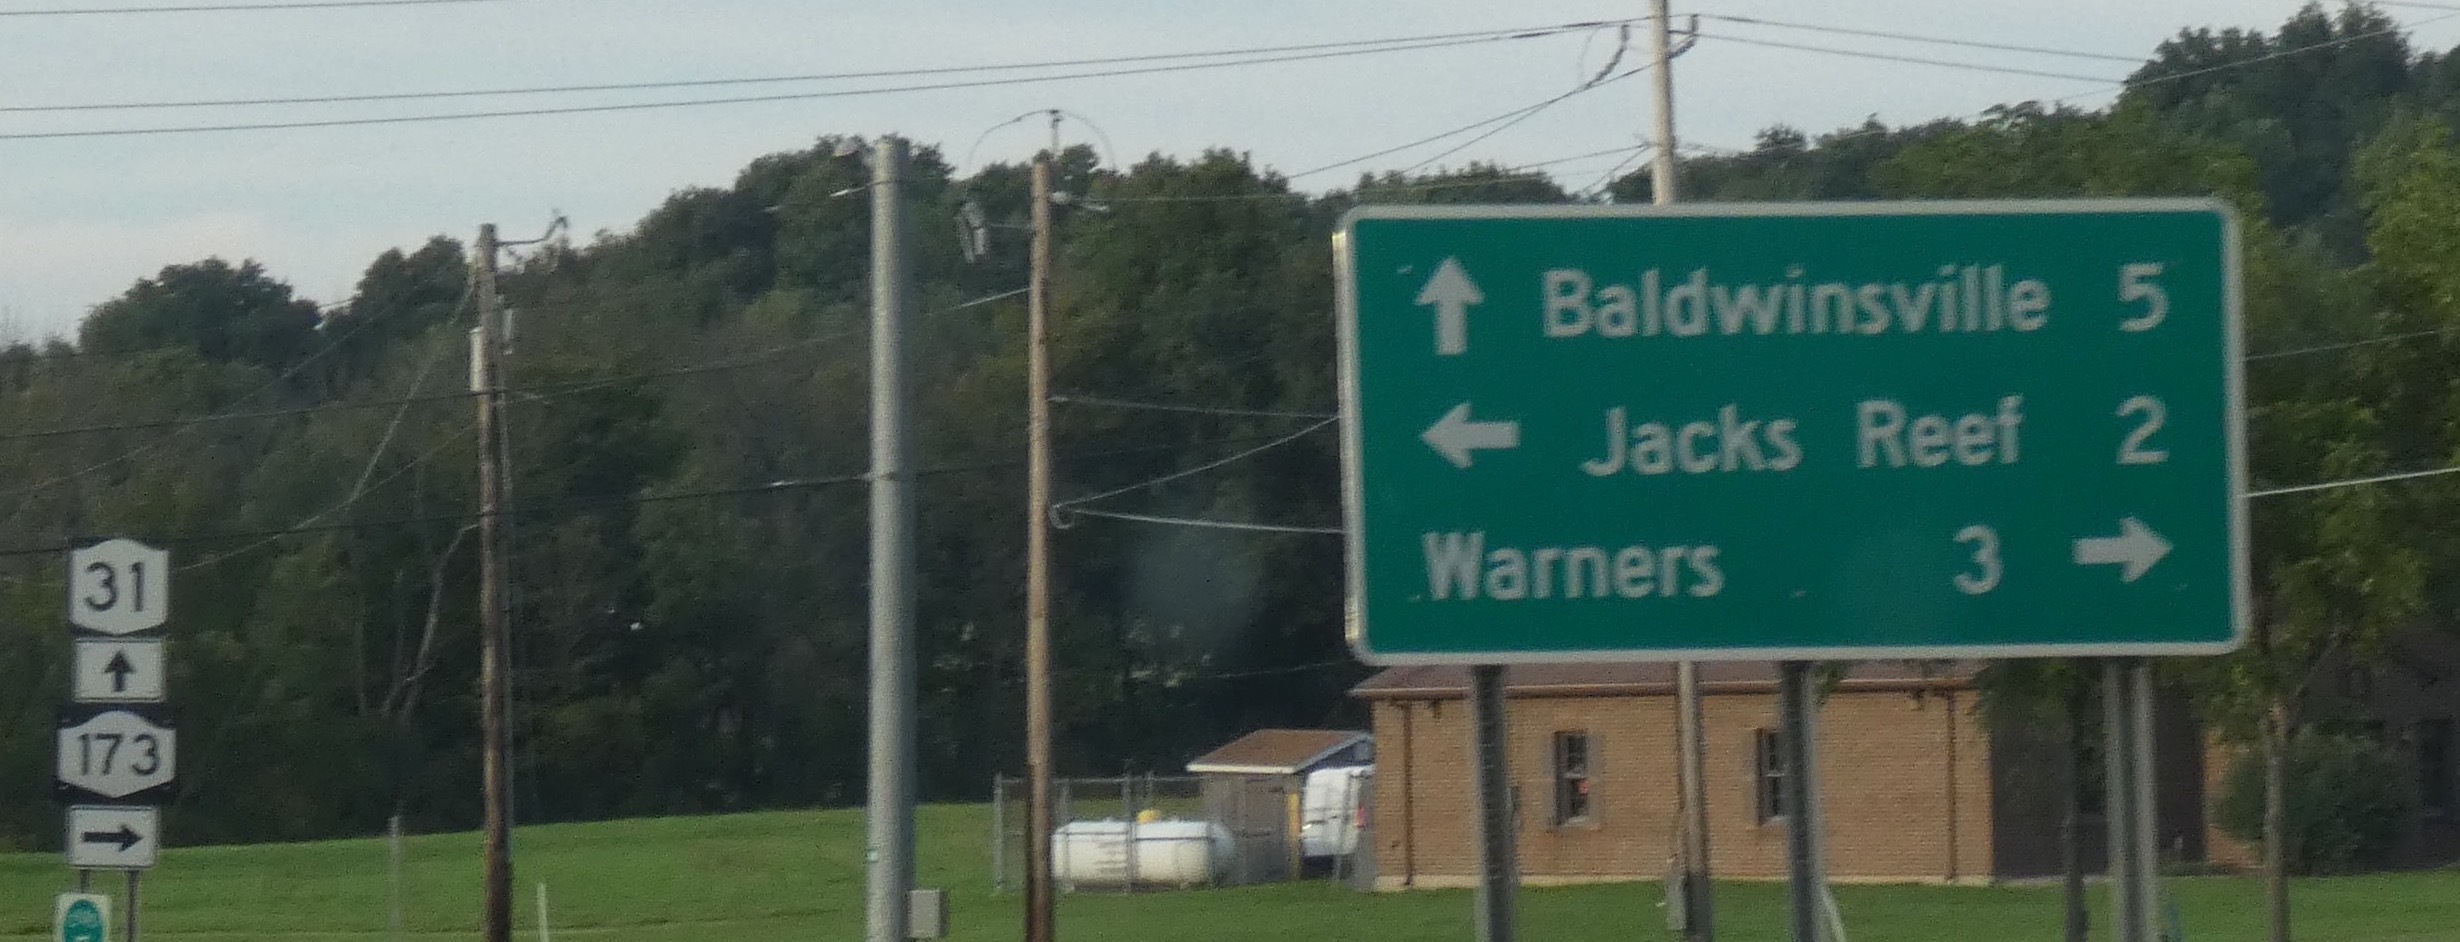 Baldwinsville 5
Jacks Reef 2
Warners 3
31
173